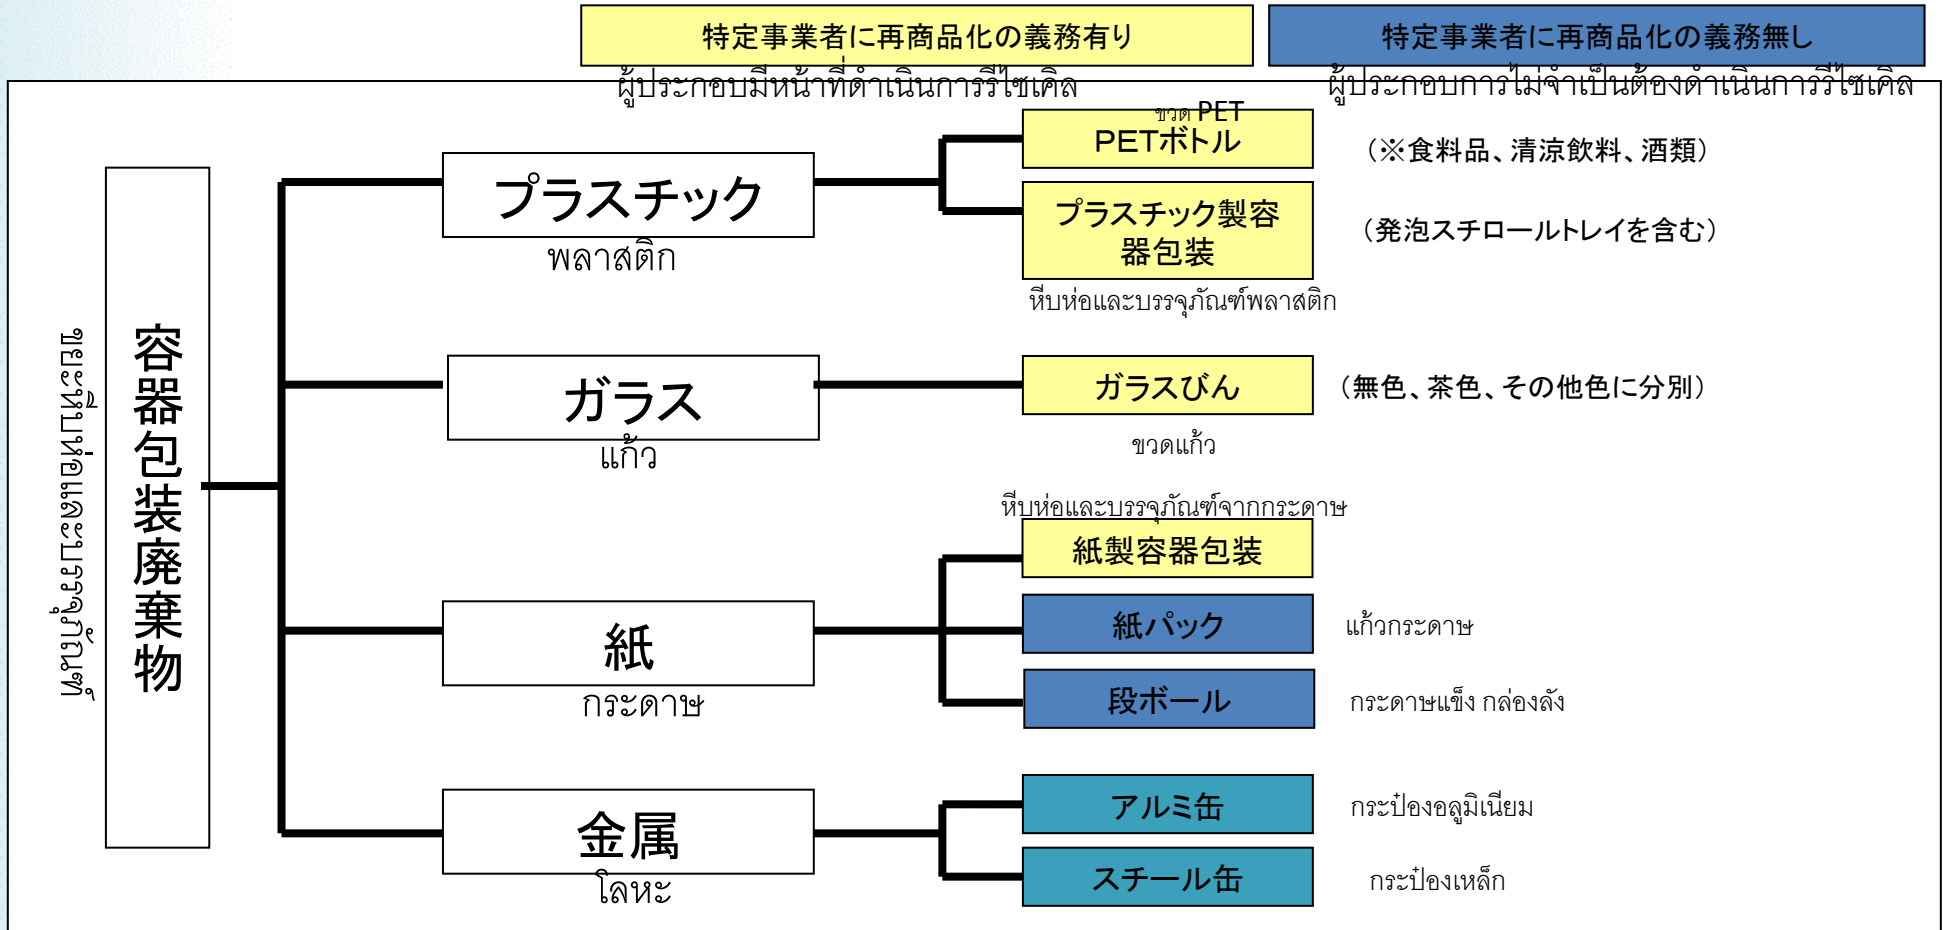 特定事業者に再商品化の義務有り
特定事業者に再商品化の義務無し
ผู้ประกอบมีหน้าที่ดำเนินการรีไซเคิล
ผู้ประกอบการไม่จำเป็นต้องดำเนินการรีไซเคิล
ขยะหีบห่อและบรรจุภัณฑ์
容器包装廃棄物
プラスチック
พลาสติก
ขวด PET
PETボトル
（※食料品、清涼飲料、酒類）
プラスチック製容
器包装
（発泡スチロールトレイを含む）
หีบห่อและบรรจุภัณฑ์พลาสติก
ガラス
แก้ว
ガラスびん
（無色、茶色、その他色に分別）
ขวดแก้ว
หีบห่อและบรรจุภัณฑ์จากกระดาษ
紙製容器包装
紙
กระดาษ
紙パック
แก้วกระดาษ
段ボール
กระดาษแข็ง กล่องลัง
金属
โลหะ
アルミ缶
กระป๋องอลูมิเนียม
スチール缶
กระป๋องเหล็ก